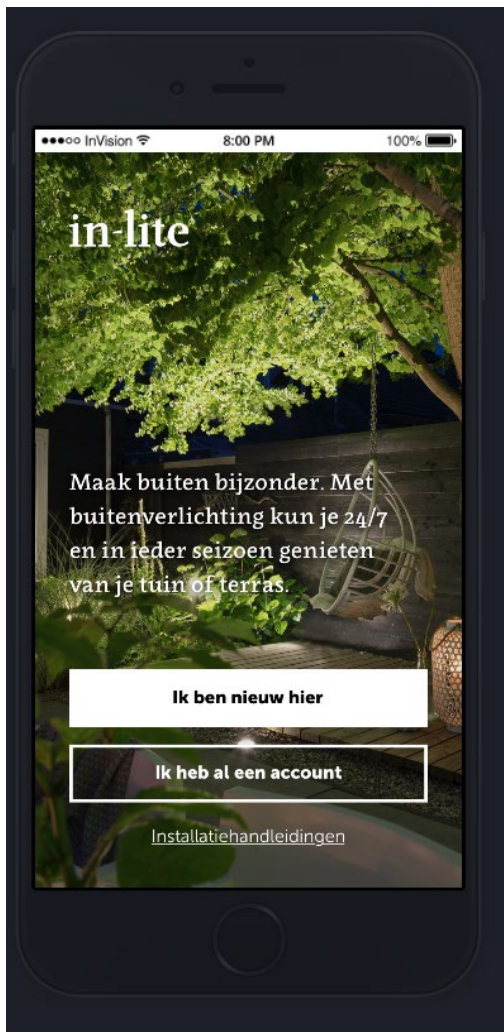 InVision 8:00 PM 100%
in-lite
Maak buiten bijzonder. Met
buitenverlichting kun je 24/7
en in ieder seizoen genieten
van je tuin of terras.
Ik ben nieuw hier
Ik heb al een account
Installatiehandleidingen